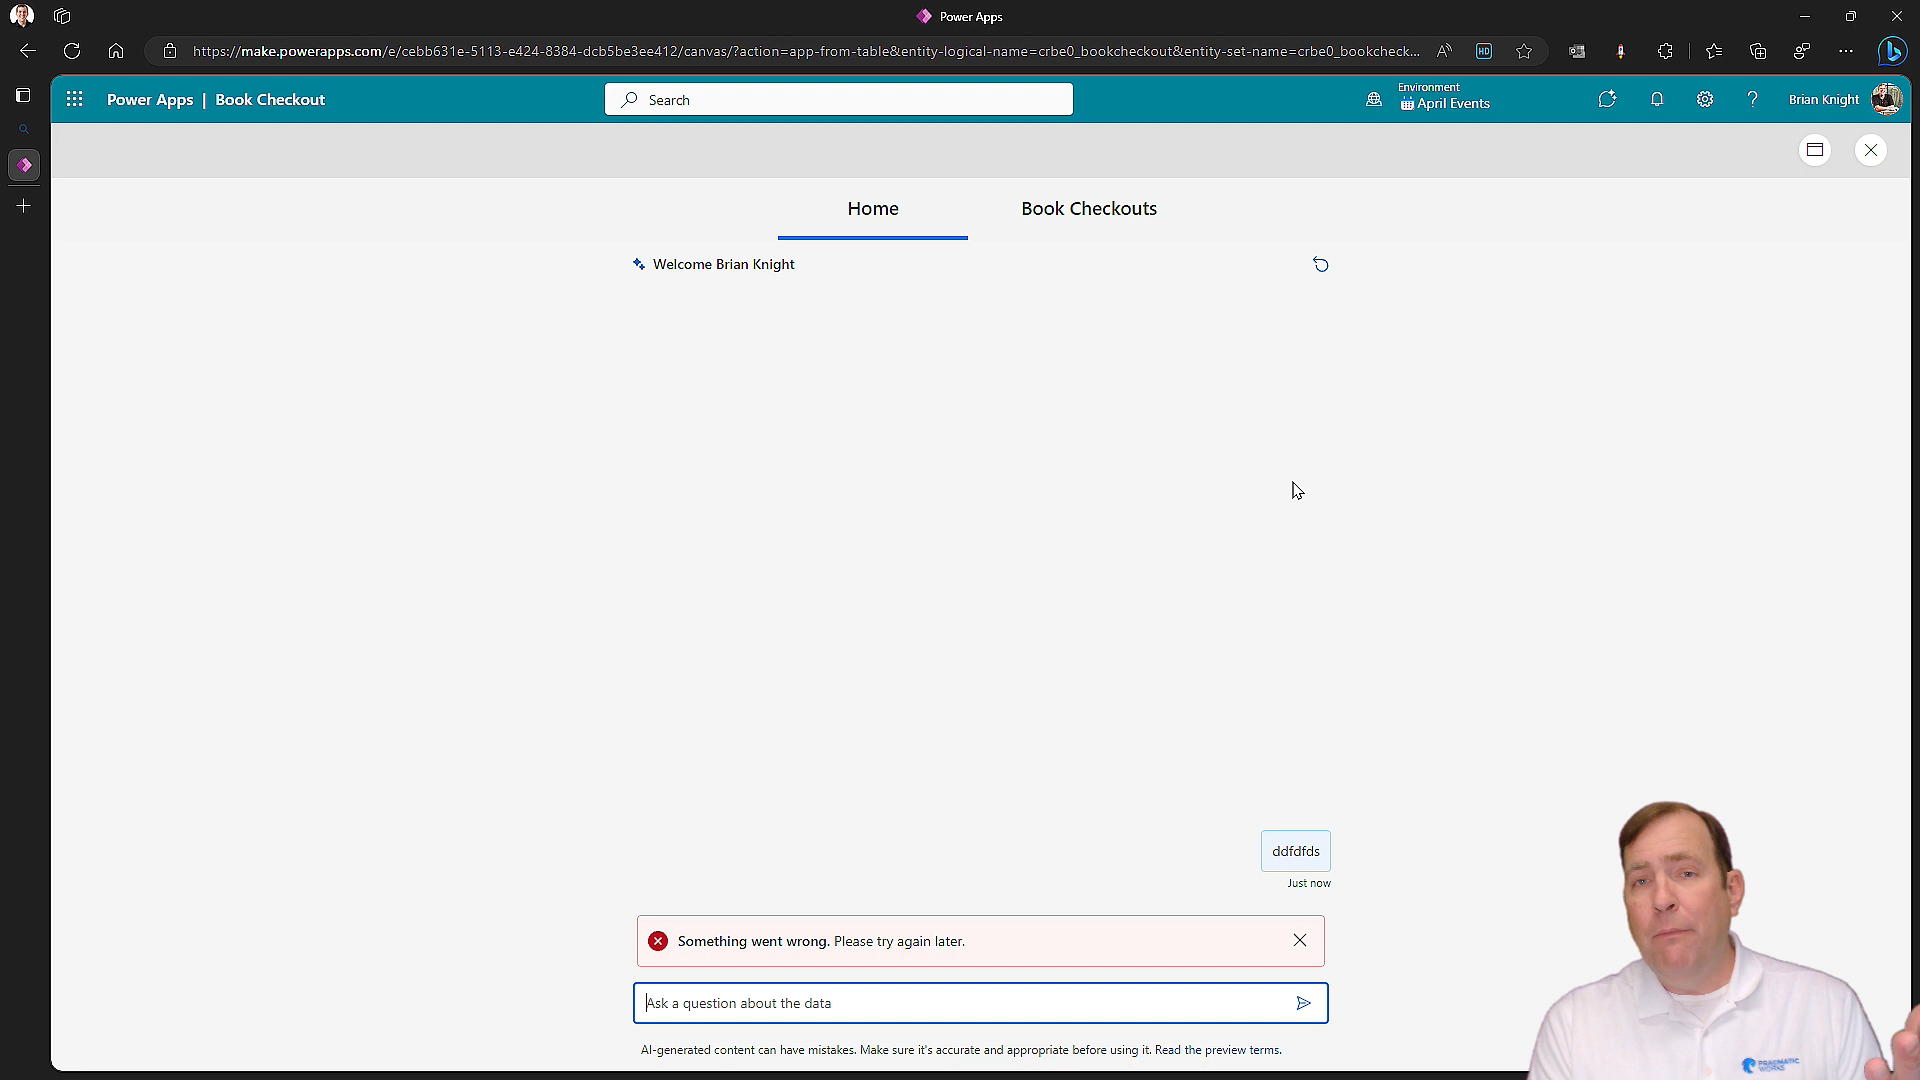 Power Apps
https://make.powerapps.com/e/cebb631e-5113-e424-8384-dcb5be3ee412/canvas/?action=app-from-table&entity-logical-name=crbe0_bookcheckout&entity-set-name=crbe0_bookcheck...
HD
Power Apps | Book Checkout
Search
Environment
April Events
Brian Knight
Home
Book Checkouts
Welcome Brian Knight
ddfdfds
Just now
Something went wrong. Please try again later.
Ask a question about the data
AI-generated content can have mistakes. Make sure it's accurate and appropriate before using it. Read the preview terms.
PRAGMATIC
WORKS